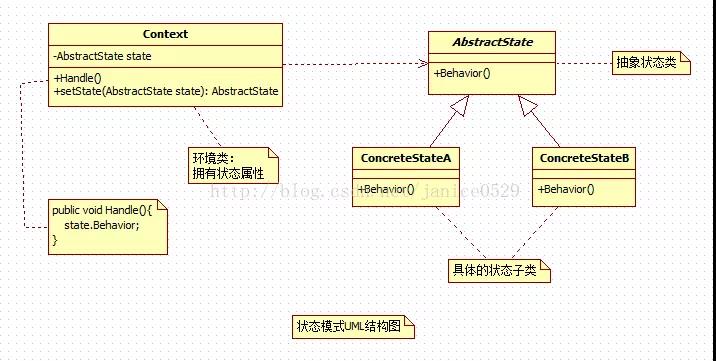 Context
-AbstractState state
+Handle()
+setState(AbstractState state): AbstractState
AbstractState
+Behavior()
抽象状态类
环境类：
拥有状态属性
ConcreteStateA
+Behavior()
ConcreteStateB
+Behavior()
http://blog.csdn.net/janice0529
public void Handle(){
state.Behavior;
}
具体的状态子类
状态模式UML结构图